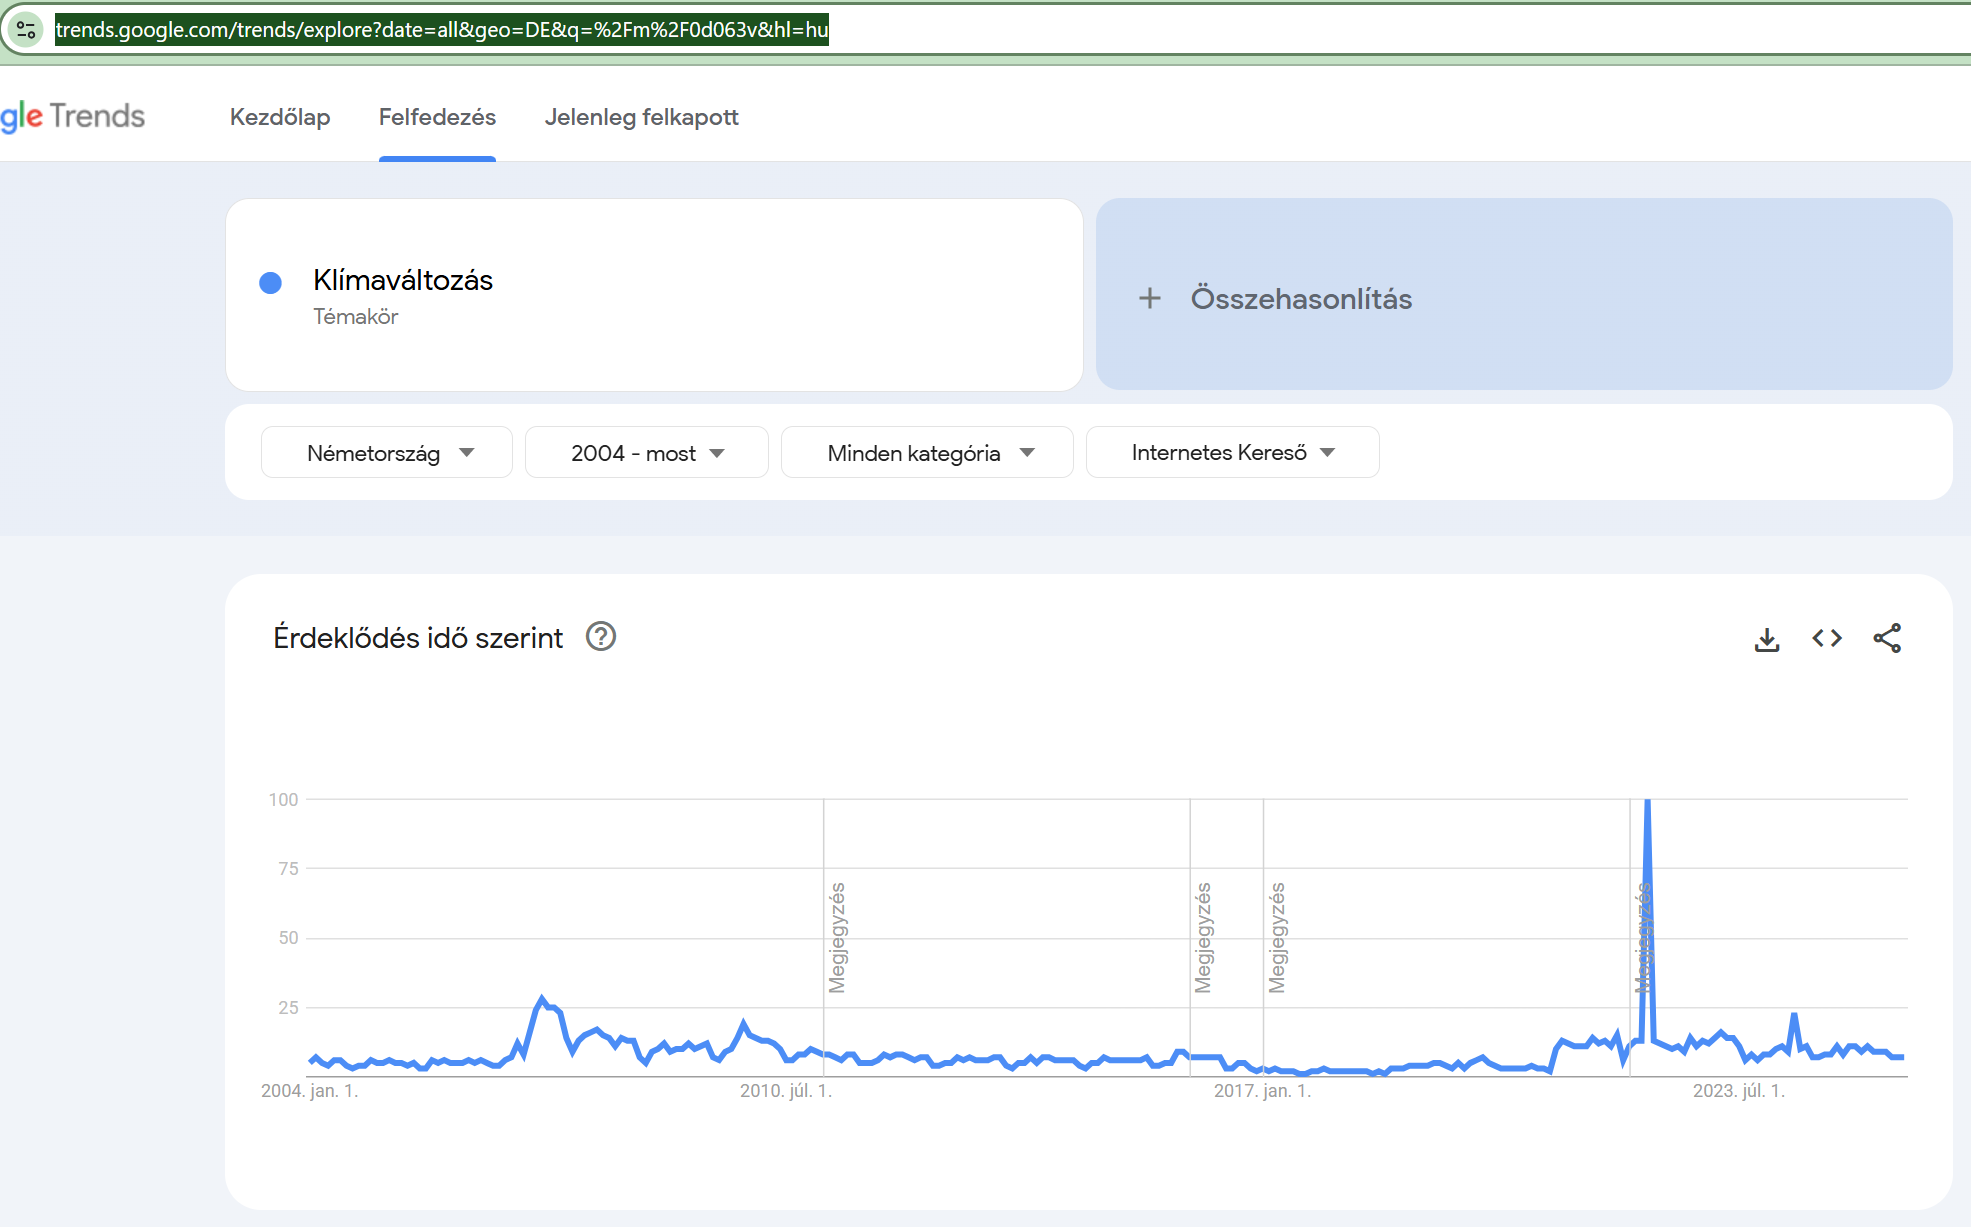 trends.google.com/trends/explore?date=all&geo=DE&q=%2Fm%2F0d063v&hl=hu
gle Trends
Kezdőlap
Felfedezés
Jelenleg felkapott
Klímaváltozás
Témakör
+ Összehasonlítás
Németország
2004 - most
Minden kategória
Internetes Kereső
Érdeklődés idő szerint
100
75
50
25
Megjegyzés
Megjegyzés
Megjegyzés
Megjegyzés
2004. jan. 1.
2010. júl. 1.
2017. jan. 1.
2023. júl. 1.